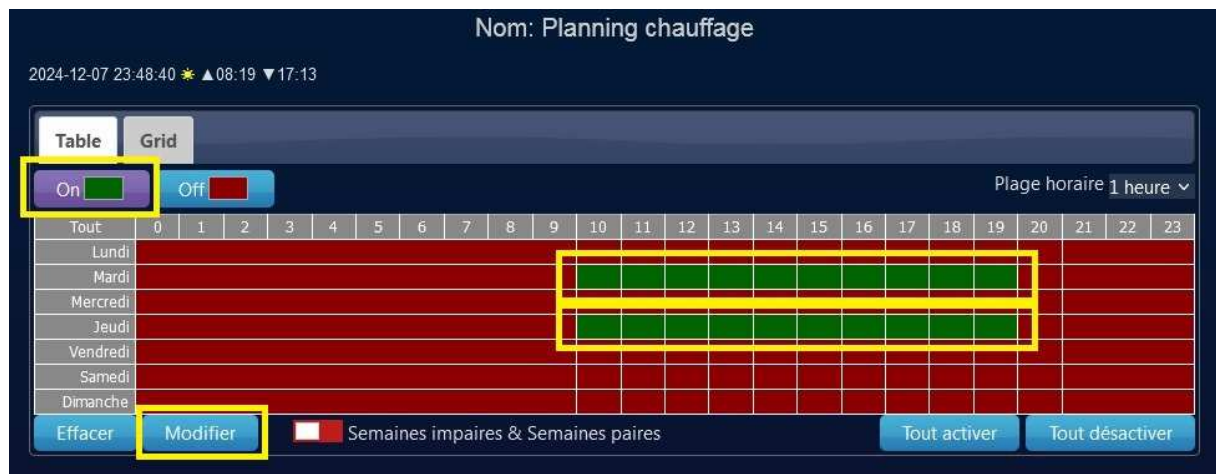 Nom: Planning chauffage
2024-12-07 23:48:40 ☀ ▲08:19 ▼17:13
Table Grid
On Off Plage horaire 1 heure
Tout 0 1 2 3 4 5 6 7 8 9 10 11 12 13 14 15 16 17 18 19 20 21 22 23
Lundi
Mardi
Mercredi
Jeudi
Vendredi
Samedi
Dimanche
Effacer Modifier Semaines impaires & Semaines paires Tout activer Tout désactiver